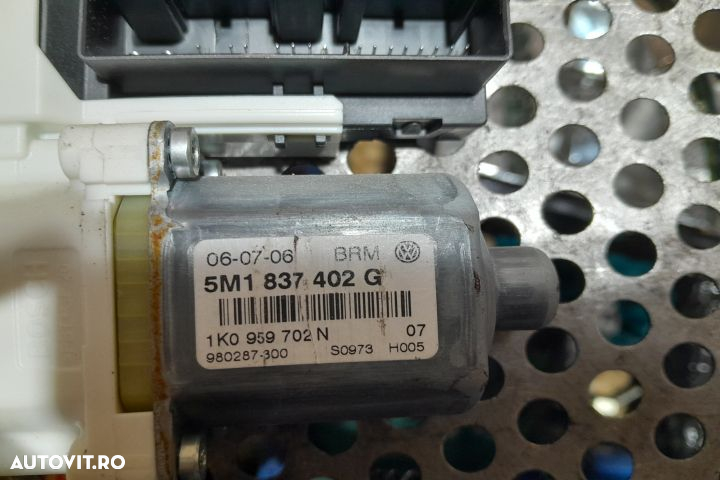 06-07-06 BRM
5M1 837 402 G
1K0 959 702 N 07
980287-300 S0973 H005
AUTOVIT.RO